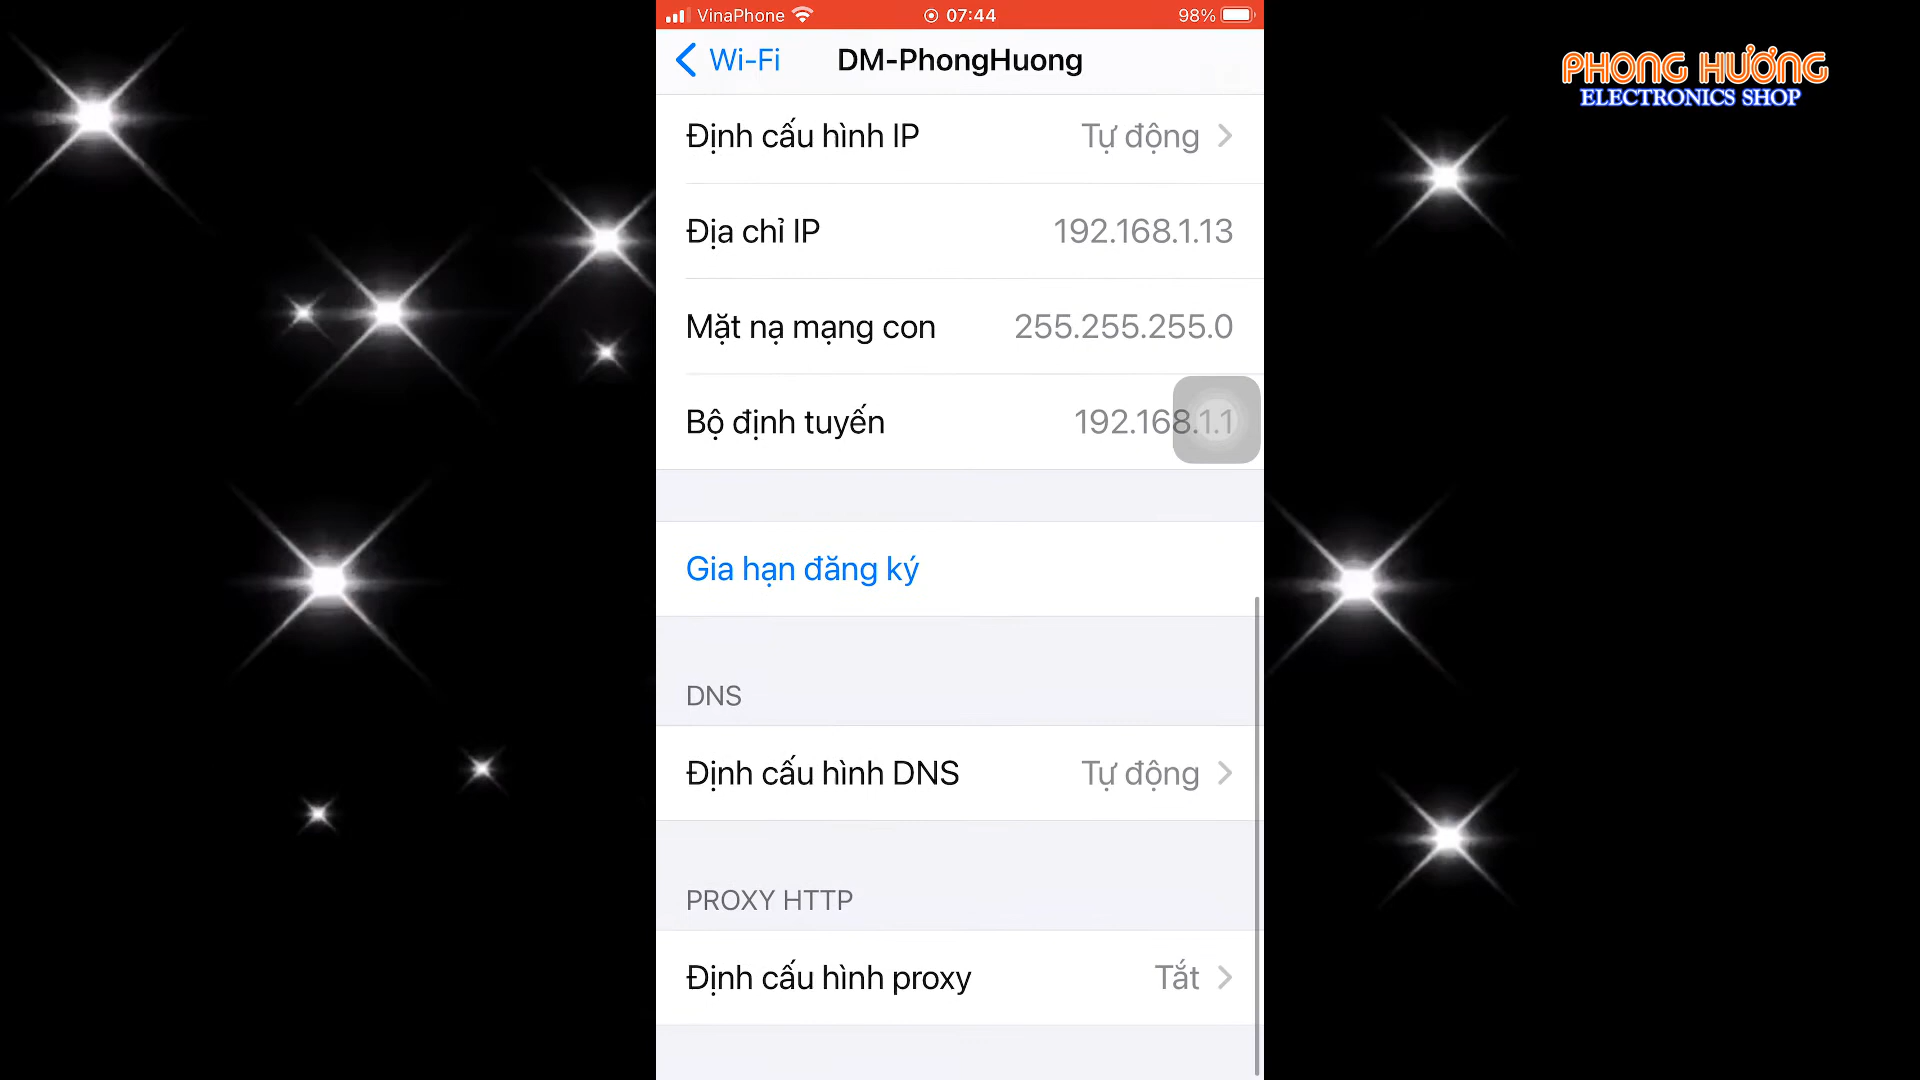 VinaPhone 07:44 98%
Wi-Fi DM-PhongHuong
PHONG HƯỚNG
ELECTRONICS SHOP
Định cấu hình IP Tự động
Địa chỉ IP 192.168.1.13
Mặt nạ mạng con 255.255.255.0
Bộ định tuyến 192.168.1.1
Gia hạn đăng ký
DNS
Định cấu hình DNS Tự động
PROXY HTTP
Định cấu hình proxy Tắt